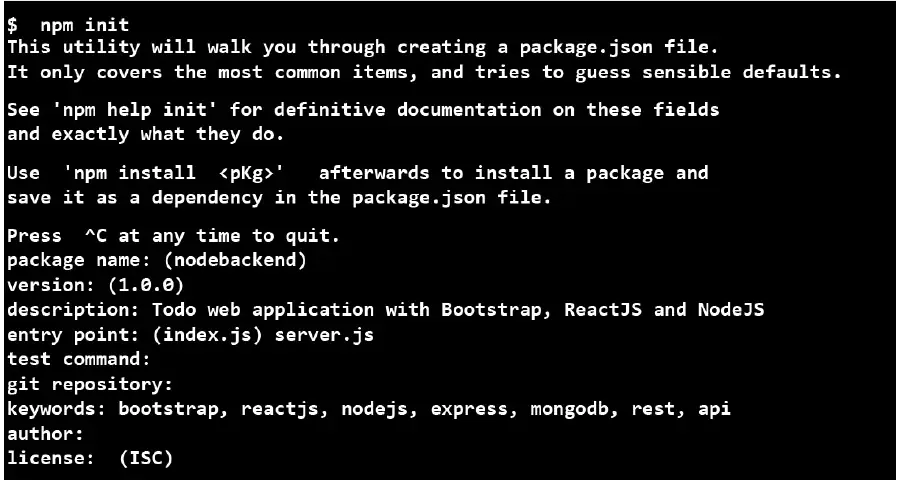 $  npm init
This utility will walk you through creating a package.json file.
It only covers the most common items, and tries to guess sensible defaults.
See 'npm help init' for definitive documentation on these fields
and exactly what they do.
Use  'npm install  <pKg>'   afterwards to install a package and
save it as a dependency in the package.json file.
Press  ^C at any time to quit.
package name: (nodebackend)
version: (1.0.0)
description: Todo web application with Bootstrap, ReactJS and NodeJS
entry point: (index.js) server.js
test command:
git repository:
keywords: bootstrap, reactjs, nodejs, express, mongodb, rest, api
author:
license:  (ISC)